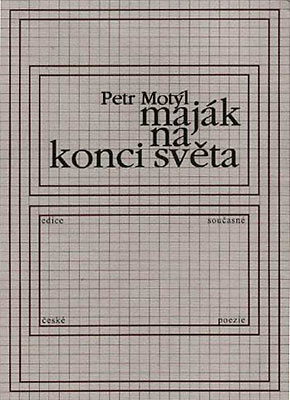 Petr Motýl
maják
na
konci světa
edice současné
české poezie